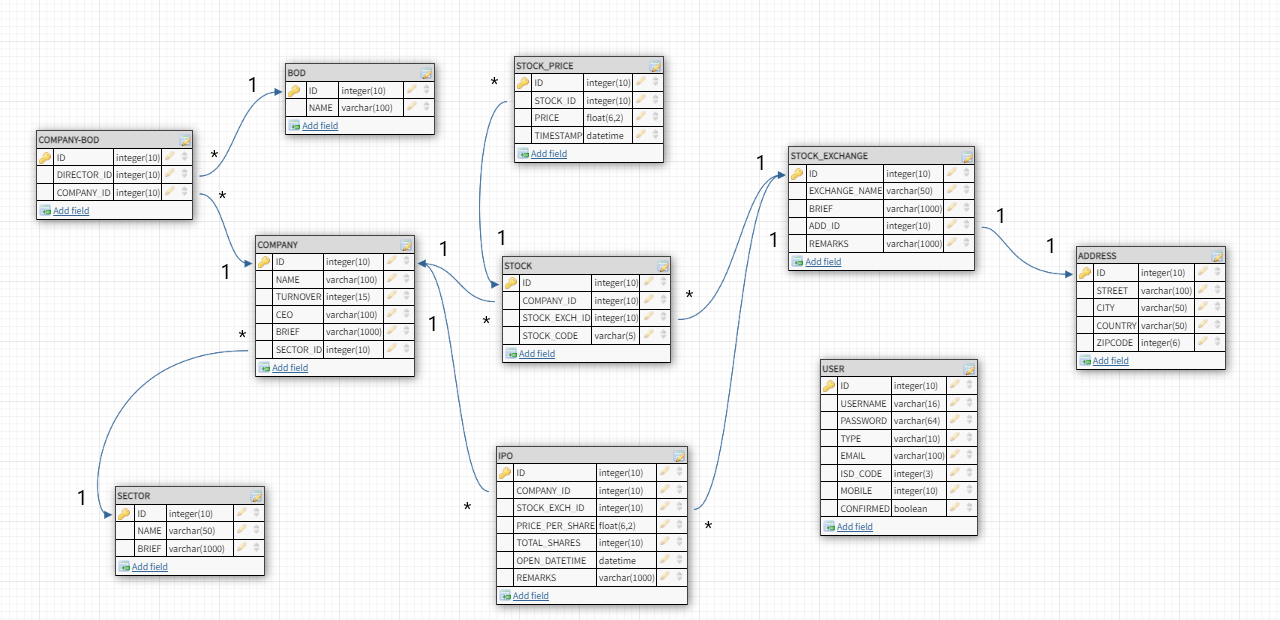 BOD
ID integer(10)
NAME varchar(100)
Add field
1
*
STOCK_PRICE
ID integer(10)
STOCK_ID integer(10)
PRICE float(6,2)
TIMESTAMP datetime
Add field
*
1
COMPANY-BOD
ID integer(10)
DIRECTOR_ID integer(10)
COMPANY_ID integer(10)
Add field
*
1
STOCK_EXCHANGE
ID integer(10)
EXCHANGE_NAME varchar(50)
BRIEF varchar(1000)
ADD_ID integer(10)
REMARKS varchar(1000)
Add field
1
1
1
1
COMPANY
ID integer(10)
NAME varchar(100)
TURNOVER integer(15)
CEO varchar(100)
BRIEF varchar(1000)
SECTOR_ID integer(10)
Add field
1
1
*
STOCK
ID integer(10)
COMPANY_ID integer(10)
STOCK_EXCH_ID integer(10)
STOCK_CODE varchar(5)
Add field
*
*
ADDRESS
ID integer(10)
STREET varchar(100)
CITY varchar(50)
COUNTRY varchar(50)
ZIPCODE integer(6)
Add field
USER
ID integer(10)
USERNAME varchar(16)
PASSWORD varchar(64)
TYPE varchar(10)
EMAIL varchar(100)
ISD_CODE integer(3)
MOBILE integer(10)
CONFIRMED boolean
Add field
IPO
ID integer(10)
COMPANY_ID integer(10)
STOCK_EXCH_ID integer(10)
PRICE_PER_SHARE float(6,2)
TOTAL_SHARES integer(10)
OPEN_DATETIME datetime
REMARKS varchar(1000)
Add field
*
*
1
SECTOR
ID integer(10)
NAME varchar(50)
BRIEF varchar(1000)
Add field